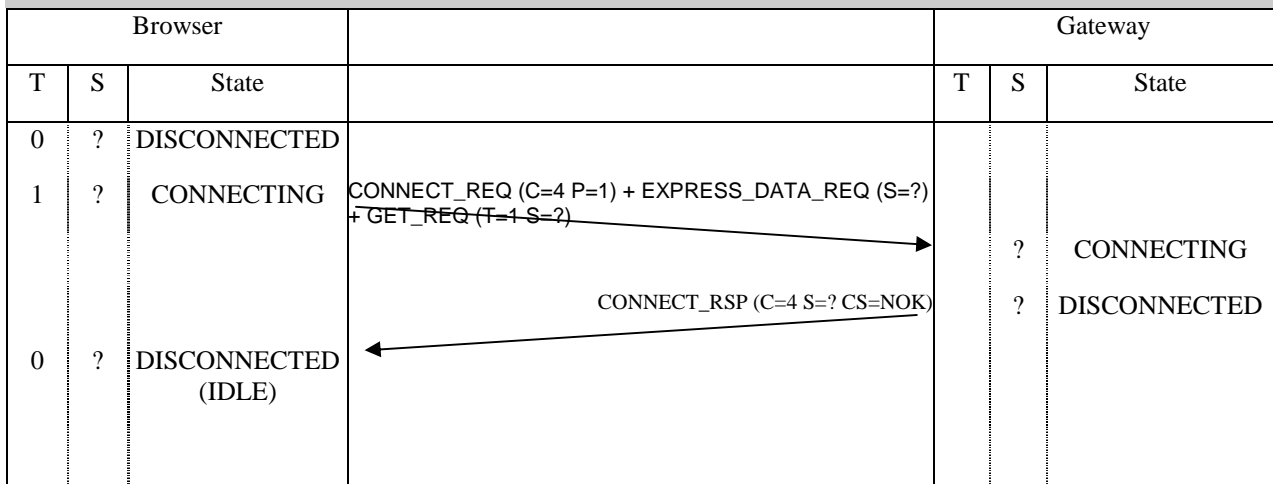 Browser Gateway
T S State T S State
0 ? DISCONNECTED
1 ? CONNECTING CONNECT_REQ (C=4 P=1) + EXPRESS_DATA_REQ (S=?)
+ GET_REQ (T=1 S=?)
? CONNECTING
CONNECT_RSP (C=4 S=? CS=NOK) ? DISCONNECTED
0 ? DISCONNECTED
(IDLE)